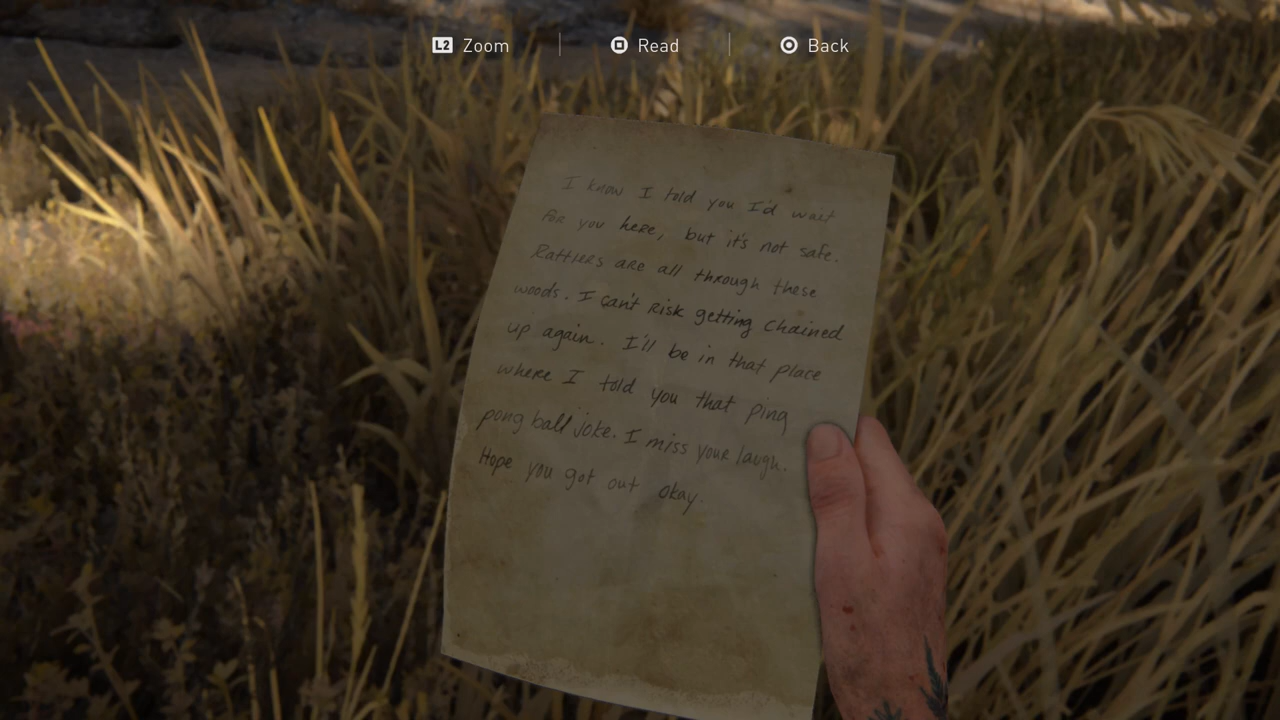 L2 Zoom | Read | Back
I know I told you I'd wait
for you here, but it's not safe.
Rattlers are all through these
woods. I can't risk getting chained
up again. I'll be in that place
where I told you that ping
pong ball joke. I miss your laugh.
Hope you got out okay.